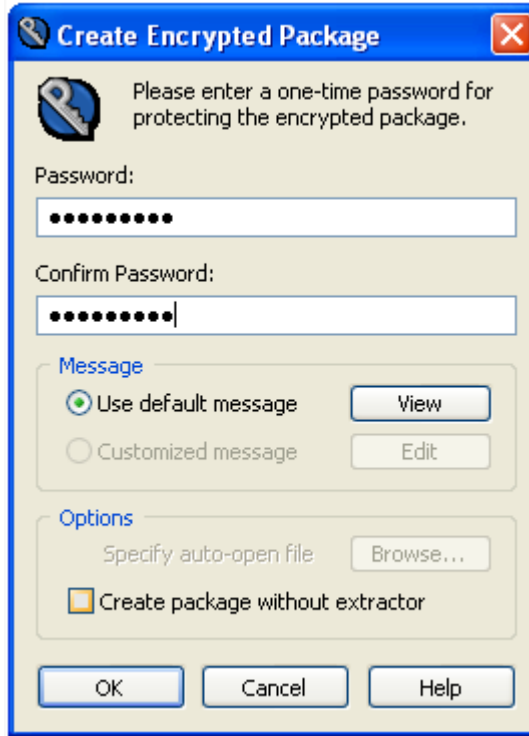 Create Encrypted Package
Please enter a one-time password for
protecting the encrypted package.
Password:
●●●●●●●●●
Confirm Password:
●●●●●●●●●
Message
Use default message
View
Customized message
Edit
Options
Specify auto-open file
Browse...
Create package without extractor
OK
Cancel
Help